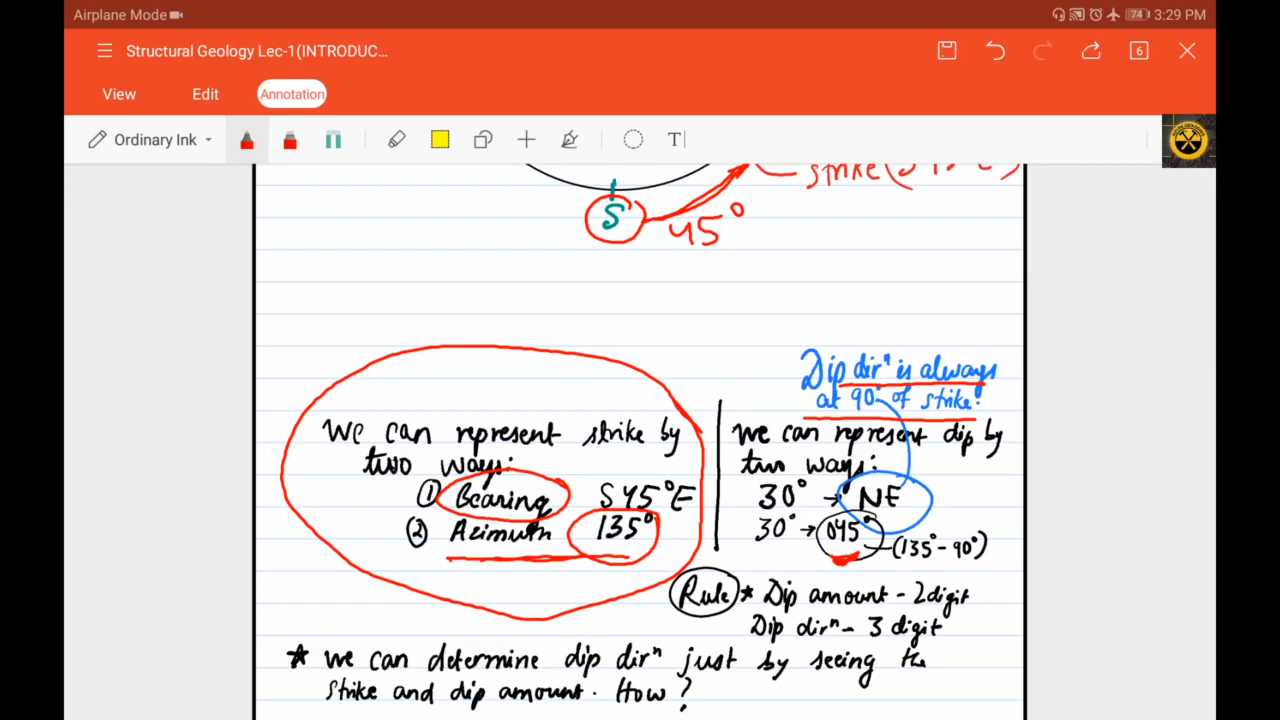 Airplane Mode
74 3:29 PM
Structural Geology Lec-1(INTRODUC...
6
View Edit Annotation
Ordinary Ink
T
strike(
S
45°
Dip dirⁿ is always
at 90° of strike!
We can represent strike by
two ways:
① Bearing S45°E
② Azimuth 135°
We can represent dip by
two ways:
30° → NE
30° → 045°
(135° - 90°)
Rule * Dip amount - 2 digit
Dip dirⁿ - 3 digit
★ we can determine dip dirⁿ just by seeing the
strike and dip amount. How?